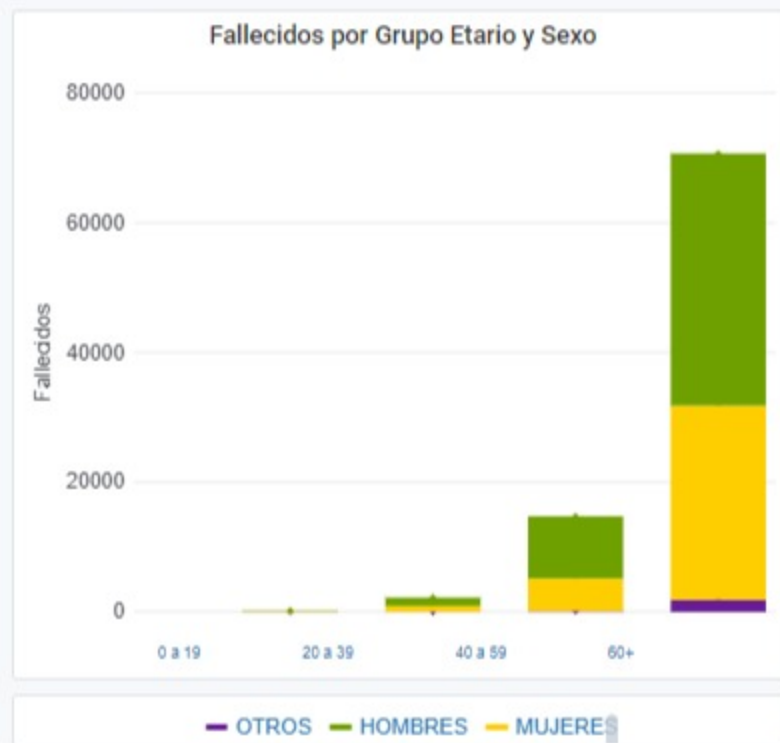 Fallecidos por Grupo Etario y Sexo
80000
60000
40000
20000
0
Fallecidos
0 a 19 20 a 39 40 a 59 60+
OTROS HOMBRES MUJERES